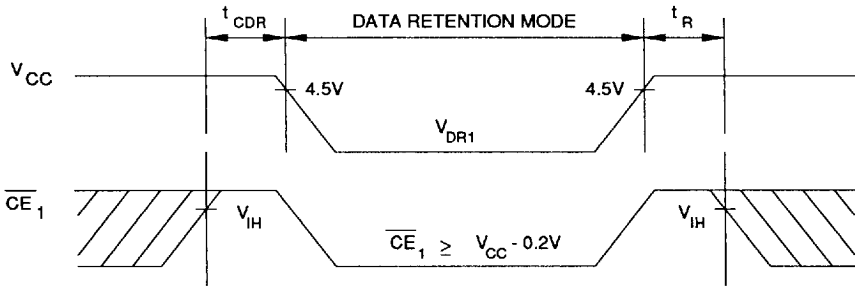 t CDR DATA RETENTION MODE t R
V CC
4.5V 4.5V
V DR1
CE 1
V IH V IH
CE 1 ≥ V CC - 0.2V